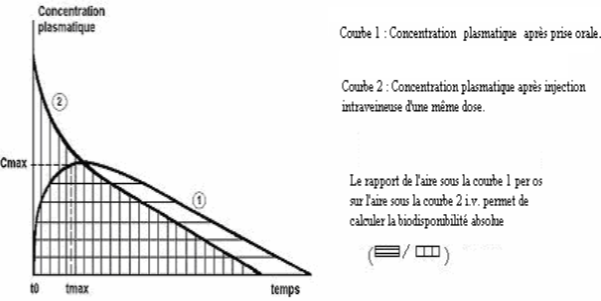 Concentration
plasmatique
2
Cmax
1
t0
tmax
temps
Courbe 1 : Concentration plasmatique après prise orale.
Courbe 2 : Concentration plasmatique après injection
intraveineuse d'une même dose.
Le rapport de l'aire sous la courbe 1 per os
sur l'aire sous la courbe 2 i.v. permet de
calculer la biodisponibilité absolue
( / )